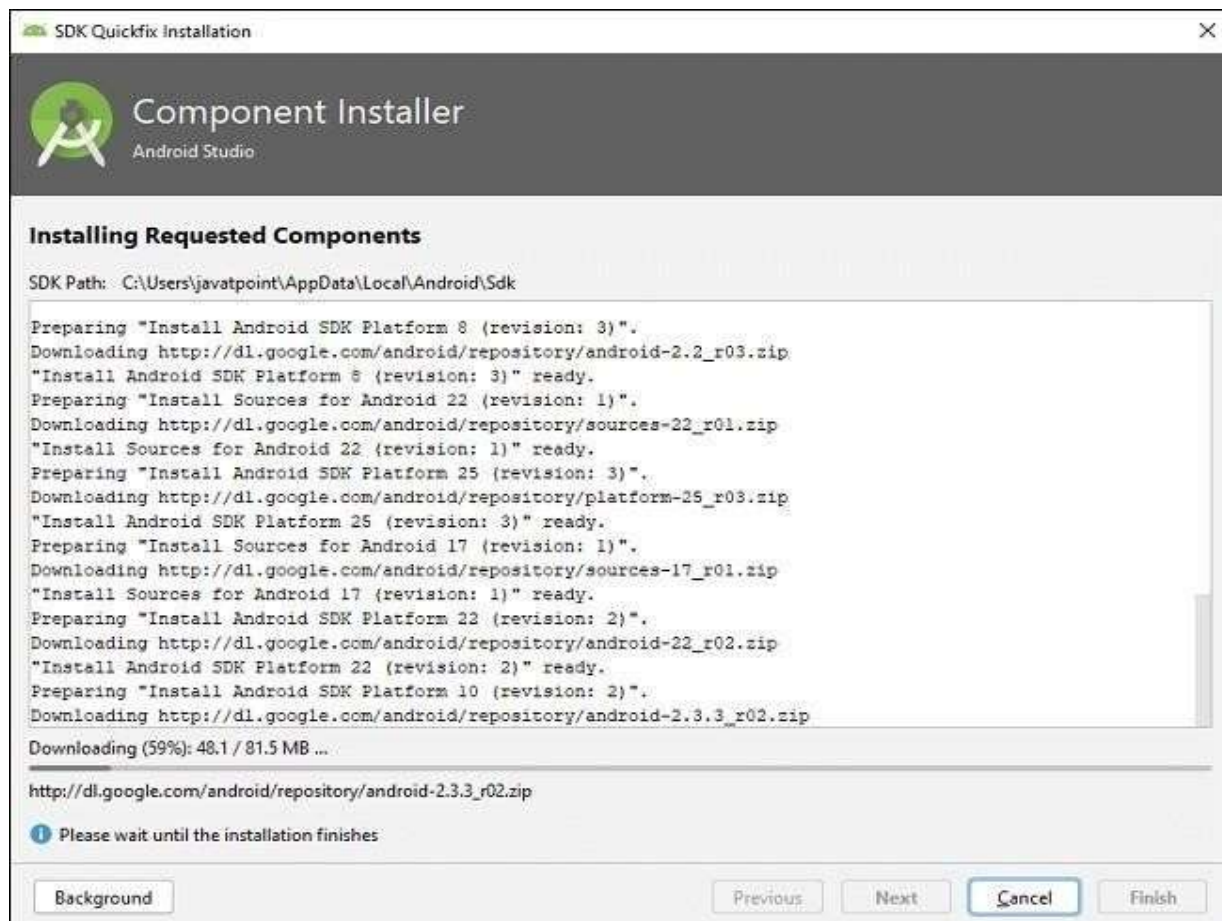 SDK Quickfix Installation
Component Installer
Android Studio
Installing Requested Components
SDK Path: C:\Users\javatpoint\AppData\Local\Android\Sdk
Preparing "Install Android SDK Platform 8 (revision: 3)".
Downloading http://dl.google.com/android/repository/android-2.2_r03.zip
"Install Android SDK Platform 8 (revision: 3)" ready.
Preparing "Install Sources for Android 22 (revision: 1)".
Downloading http://dl.google.com/android/repository/sources-22_r01.zip
"Install Sources for Android 22 (revision: 1)" ready.
Preparing "Install Android SDK Platform 25 (revision: 3)".
Downloading http://dl.google.com/android/repository/platform-25_r03.zip
"Install Android SDK Platform 25 (revision: 3)" ready.
Preparing "Install Sources for Android 17 (revision: 1)".
Downloading http://dl.google.com/android/repository/sources-17_r01.zip
"Install Sources for Android 17 (revision: 1)" ready.
Preparing "Install Android SDK Platform 22 (revision: 2)".
Downloading http://dl.google.com/android/repository/android-22_r02.zip
"Install Android SDK Platform 22 (revision: 2)" ready.
Preparing "Install Android SDK Platform 10 (revision: 2)".
Downloading http://dl.google.com/android/repository/android-2.3.3_r02.zip
Downloading (59%): 48.1 / 81.5 MB ...
http://dl.google.com/android/repository/android-2.3.3_r02.zip
Please wait until the installation finishes
Background Previous Next Cancel Finish